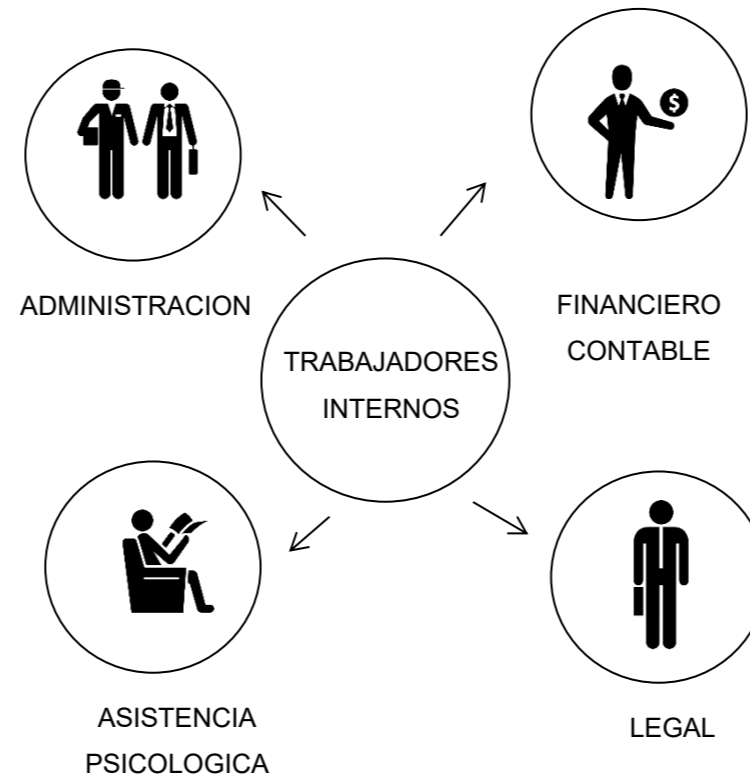 $
ADMINISTRACION
FINANCIERO
CONTABLE
TRABAJADORES
INTERNOS
ASISTENCIA
PSICOLOGICA
LEGAL